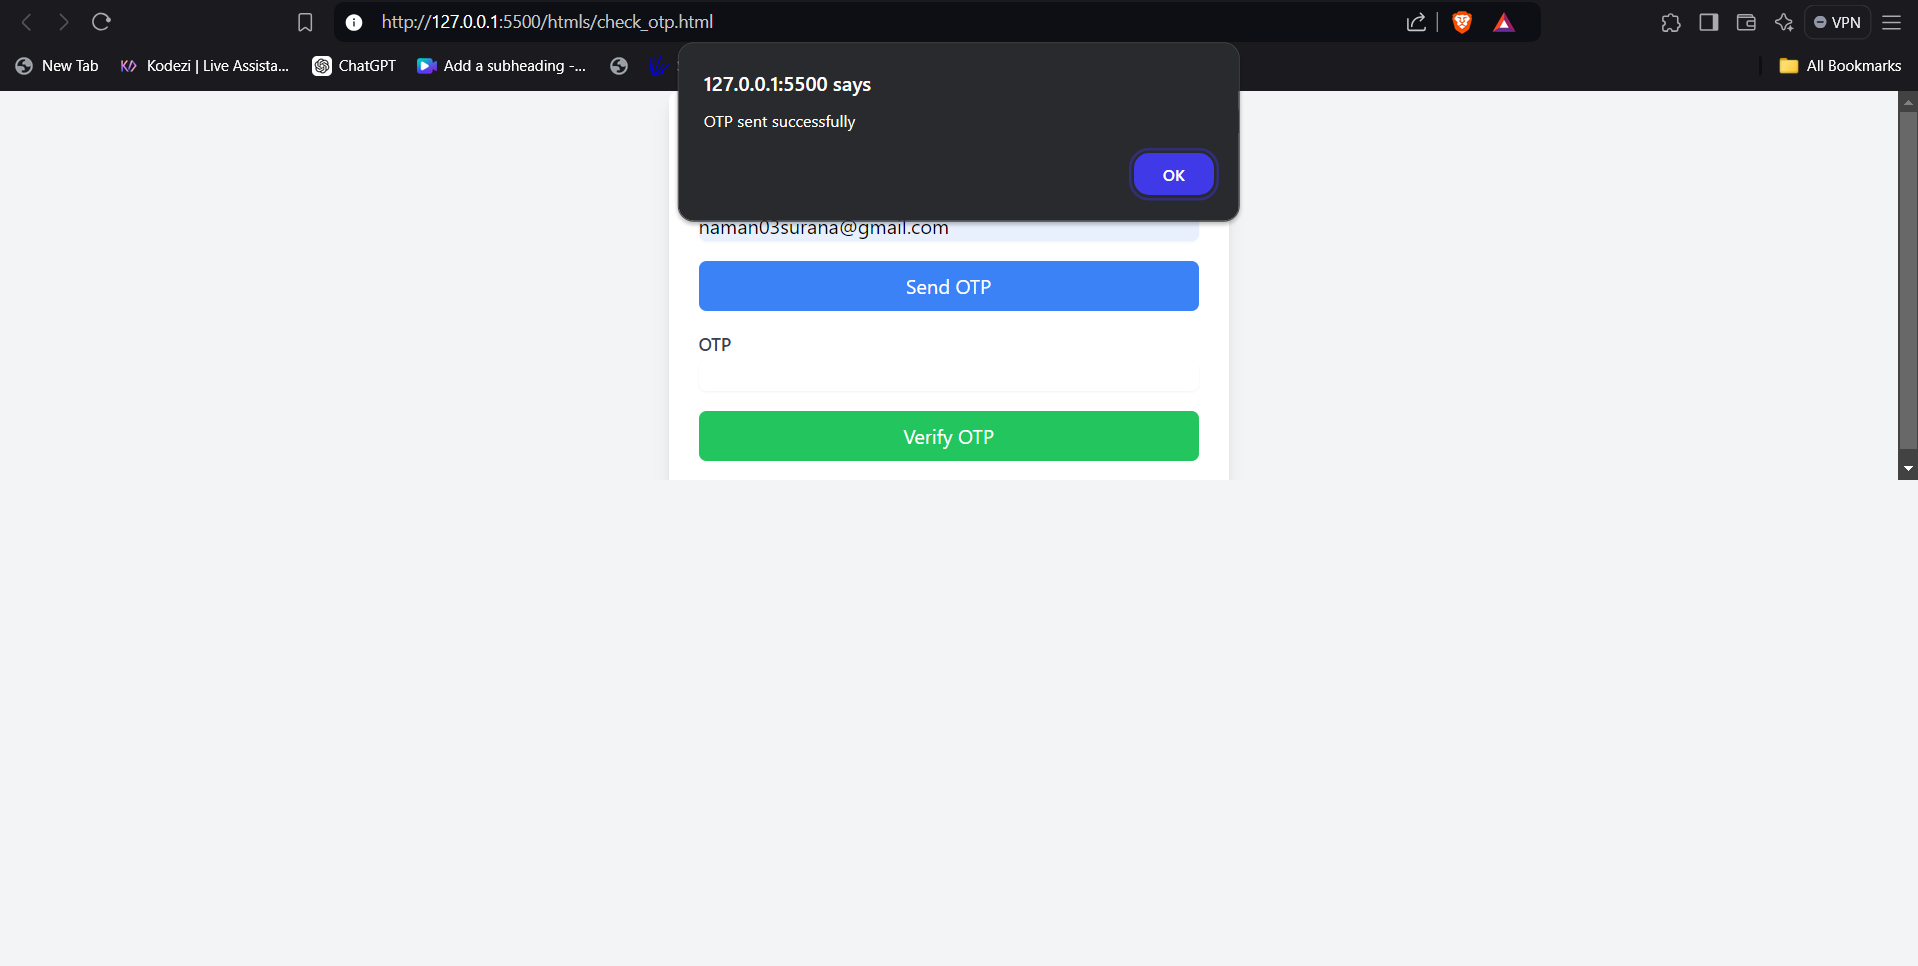 http://127.0.0.1:5500/htmls/check_otp.html
VPN
New Tab
Kodezi | Live Assista...
ChatGPT
Add a subheading -...
All Bookmarks
127.0.0.1:5500 says
OTP sent successfully
OK
naman03surana@gmail.com
Send OTP
OTP
Verify OTP